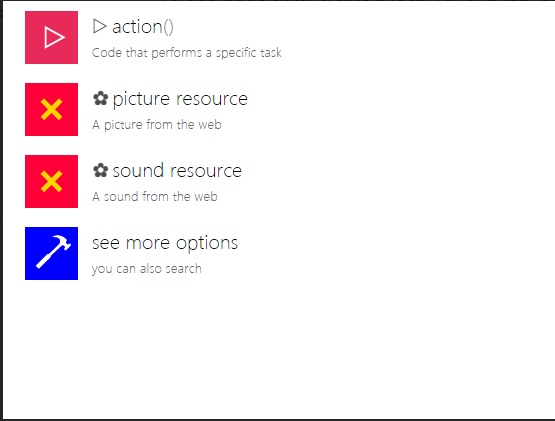 ▷ action()
Code that performs a specific task
✿ picture resource
A picture from the web
✿ sound resource
A sound from the web
see more options
you can also search